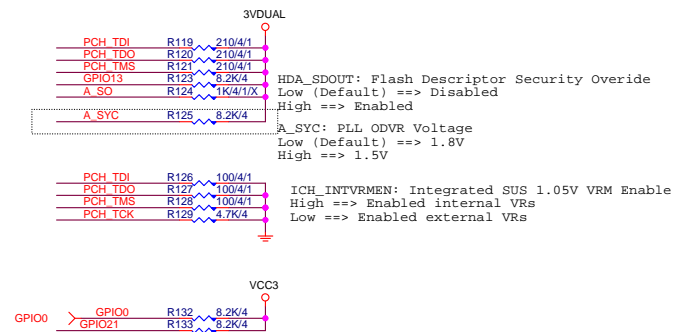 3VDUAL
PCH_TDI R119 210/4/1
PCH_TDO R120 210/4/1
PCH_TMS R121 210/4/1
GPIO13 R123 8.2K/4
A_SO R124 1K/4/1/X
A_SYC R125 8.2K/4
HDA_SDOUT: Flash Descriptor Security Overide
Low (Default) ==> Disabled
High ==> Enabled
A_SYC: PLL ODVR Voltage
Low (Default) ==> 1.8V
High ==> 1.5V
PCH_TDI R126 100/4/1
PCH_TDO R127 100/4/1
PCH_TMS R128 100/4/1
PCH_TCK R129 4.7K/4
ICH_INTVRMEN: Integrated SUS 1.05V VRM Enable
High ==> Enabled internal VRs
Low ==> Enabled external VRs
VCC3
GPIO0 GPIO0 R132 8.2K/4
GPIO21 R133 8.2K/4